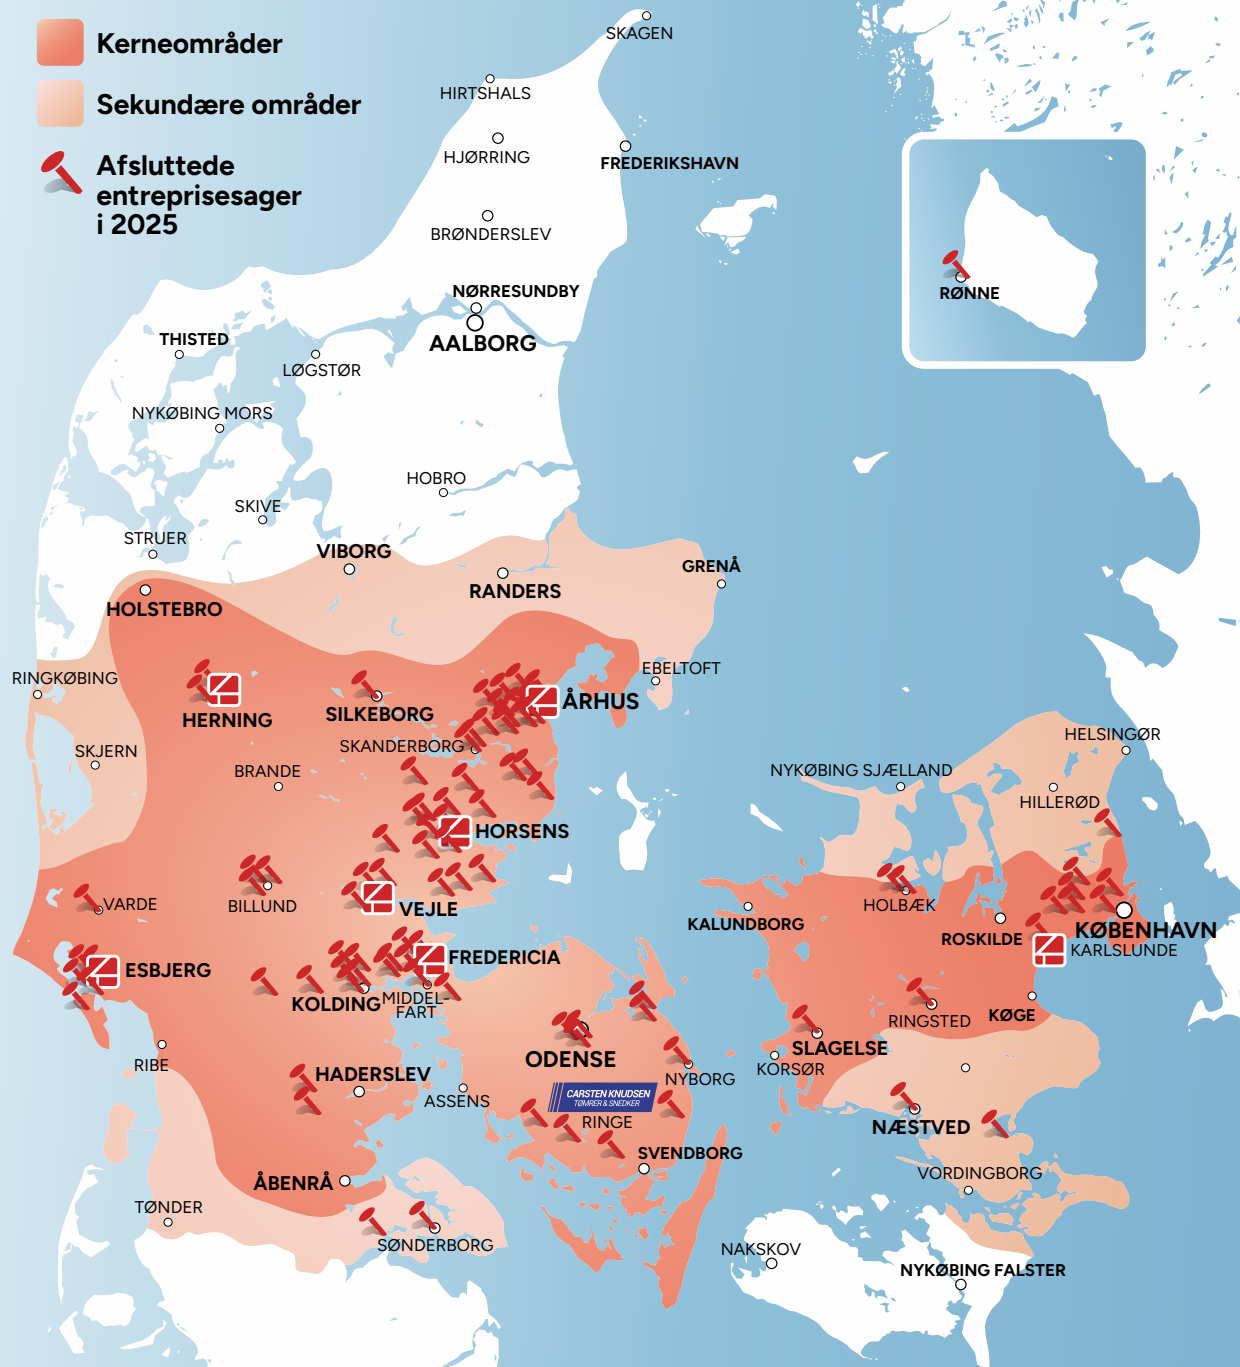 Kerneområder
Sekundære områder
Afsluttede
entreprisesager
i 2025
SKAGEN
HIRTSHALS
HJØRRING
FREDERIKSHAVN
BRØNDERSLEV
NØRRESUNDBY
AALBORG
RØNNE
THISTED
LØGSTØR
NYKØBING MORS
HOBRO
SKIVE
STRUER
VIBORG
GRENÅ
RANDERS
HOLSTEBRO
EBELTOFT
RINGKØBING
ÅRHUS
SILKEBORG
HERNING
SKANDERBORG
SKJERN
BRANDE
HELSINGØR
NYKØBING SJÆLLAND
HILLERØD
HORSENS
VARDE
BILLUND
VEJLE
HOLBÆK
KALUNDBORG
KØBENHAVN
ROSKILDE
KARLSLUNDE
FREDERICIA
ESBJERG
KOLDING
MIDDEL-
FART
KØGE
RINGSTED
SLAGELSE
ODENSE
RIBE
KORSØR
HADERSLEV
NYBORG
CARSTEN KNUDSEN
TØMRER & SNEDKER
ASSENS
RINGE
NÆSTVED
SVENDBORG
ÅBENRÅ
VORDINGBORG
TØNDER
SØNDERBORG
NAKSKOV
NYKØBING FALSTER